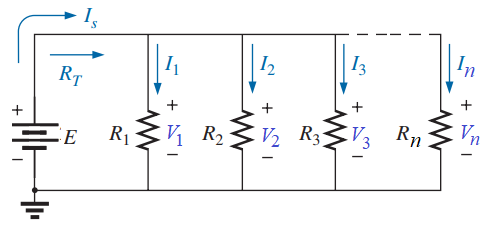 I_s
R_T I_1 I_2 I_3 I_n
+ + + + +
E R_1 V_1 R_2 V_2 R_3 V_3 R_n V_n
− − − − −